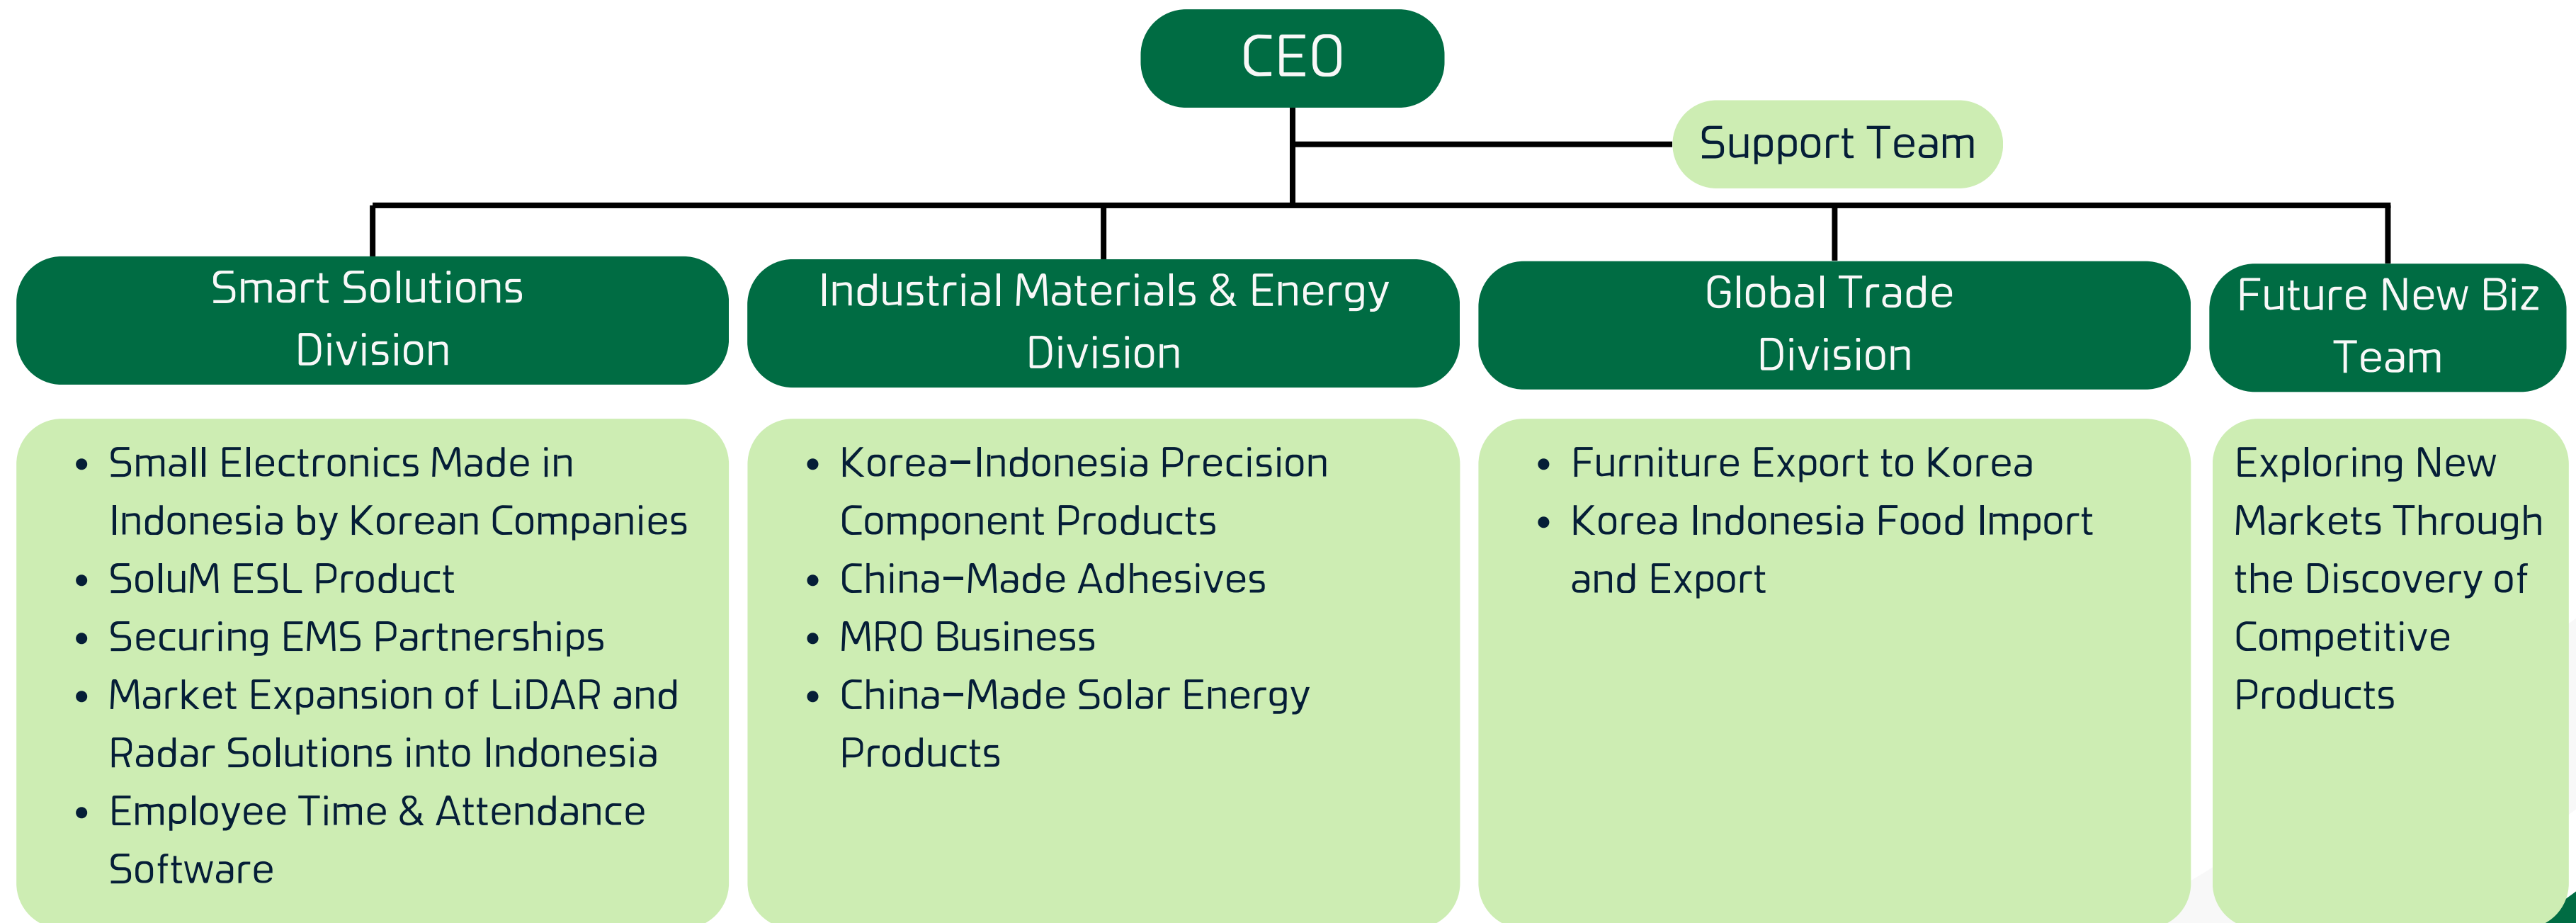 CEO
Support Team
Smart Solutions
Division
Industrial Materials & Energy
Division
Global Trade
Division
Future New Biz
Team
• Small Electronics Made in
Indonesia by Korean Companies
• SoluM ESL Product
• Securing EMS Partnerships
• Market Expansion of LiDAR and
Radar Solutions into Indonesia
• Employee Time & Attendance
Software
• Korea–Indonesia Precision
Component Products
• China–Made Adhesives
• MRO Business
• China–Made Solar Energy
Products
• Furniture Export to Korea
• Korea Indonesia Food Import
and Export
Exploring New
Markets Through
the Discovery of
Competitive
Products